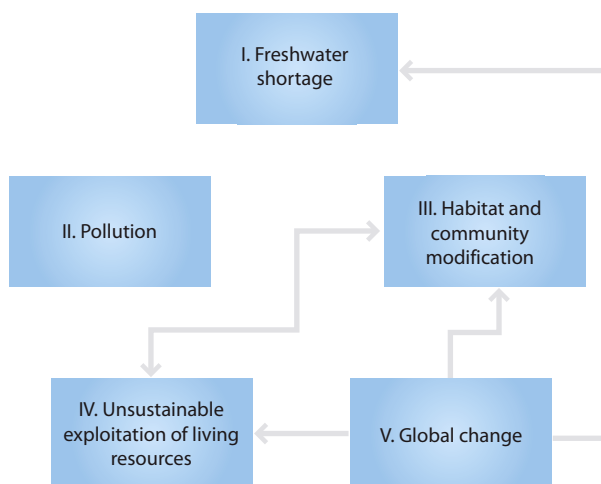 I. Freshwater
shortage
II. Pollution
III. Habitat and
community
modification
IV. Unsustainable
exploitation of living
resources
V. Global change